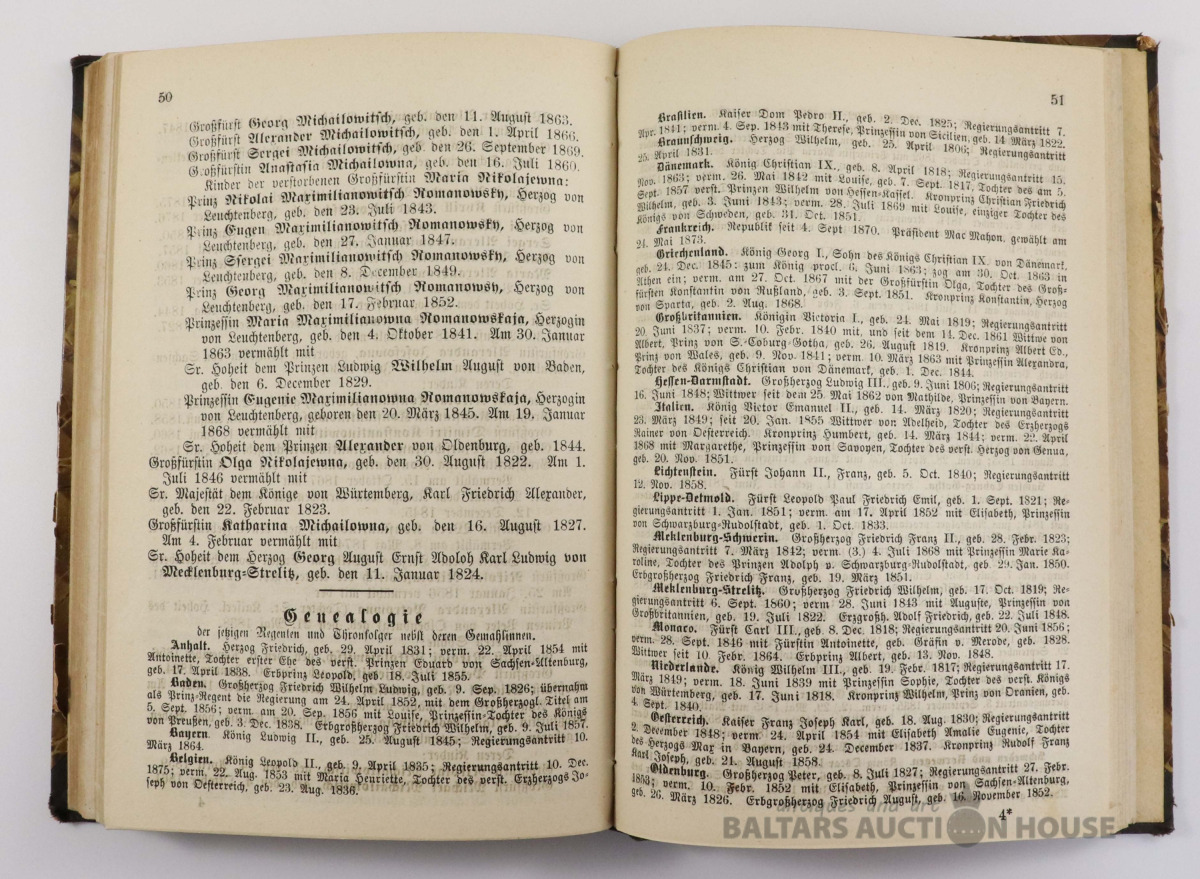 50
Großfürst Georg Michailowitsch, geb. den 11. August 1863.
Großfürst Alexander Michailowitsch, geb. den 1. April 1866.
Großfürst Sergei Michailowitsch, geb den 26. September 1869.
G.oßfürstin Anastasia Michailowna, geb. den 16. Juli 1860.
Kinder der verstorbenen Großfürstin Maria Nikolajewna:
Prinz Nikolai Maximilianowitsch Romanowsky, Herzog von
Leuchtenberg, geb. den 23. Juli 1843.
Prinz Eugen Maximilianowitsch Romanowsky, Herzog von
Leuchtenberg, geb. den 27. Januar 1847.
Prinz Ssergei Maximilianowitsch Romanowsky, Herzog von
Leuchtenberg, geb. den 8. December 1849.
Prinz Georg Maximilianowitsch Romanowsy, Herzog von
Leuchtenberg, geb. den 17. Februar 1852.
Prinzessin Maria Maximilianowna Romanowskaja, Herzogin
von Leuchtenberg, geb. den 4. Oktober 1841. Am 30. Januar
1863 vermählt mit
Sr. Hoheit dem Prinzen Ludwig Wilhelm August von Baden,
geb. den 6. December 1829.
Prinzessin Eugenie Maximilianowna Romanowskaja, Herzogin
von Leuchtenberg, geboren den 20. März 1845. Am 19. Januar
1868 vermählt mit
Sr. Hoheit dem Prinzen Alexander von Oldenburg, geb. 1844.
Großfürstin Olga Nikolajewna, geb. den 30. August 1822. Am 1.
Juli 1846 vermählt mit
Sr. Majestät dem Könige von Würtemberg, Karl Friedrich Alexander,
geb. den 22. Februar 1823.
Großfürstin Katharina Michailowna, geb. den 16. August 1827.
Am 4. Februar vermählt mit
Sr. Hoheit dem Herzog Georg August Ernst Adoloh Karl Ludwig von
Mecklenburg-Strelitz, geb. den 11. Januar 1824.
Genealogie
der jetzigen Regenten und Thronfolger nebst deren Gemahlinnen.
Anhalt. Herzog Friedrich, geb. 29. April 1831; verm. 22. April 1854 mit
Antoinette, Tochter erster Ehe des verst. Prinzen Eduard von Sachsen-Altenburg,
geb. 17. April 1838. Erbprinz Leopold, geb. 18. Juli 1855.
Baden. Großherzog Friedrich Wilhelm Ludwig, geb. 9. Sep. 1826; übernahm
als Prinz-Regent die Regierung am 24. April 1852, mit dem Großherzogl. Titel am
5. Sept. 1856; verm. am 20. Sep. 1856 mit Louise, Prinzessin-Tochter des Königs
von Preußen, geb. 3. Dec. 1838. Erbgroßherzog Friedrich Wilhelm, geb. 9. Juli 1857.
Bayern. König Ludwig II., geb. 25. August 1845; Regierungsantritt 10.
März 1864.
Belgien. König Leopold II., geb. 9. April 1835; Regierungsantritt 10. Dec.
1875; verm. 22. Aug. 1853 mit Maria Henriette, Tochter des verst. Erzherzogs Jo-
seph von Oesterreich, geb. 23. Aug. 1836.
51
Brasilien. Kaiser Dom Pedro II., geb. 2. Dec. 1825; Regierungsantritt 7.
Apr. 1841; verm. 4. Sep. 1843 mit Therese, Prinzessin von Sicilien, geb. 14 März 1822.
Braunschweig. Herzog Wilhelm, geb. 25. April 1806; Regierungsantritt
25. April 1831.
Dänemark. König Christian IX., geb. 8. April 1818; Regierungsantritt 15.
Nov. 1863; verm. 26. Mai 1842 mit Louise, geb. 7. Sept. 1817, Tochter des am 5.
Sept. 1857 verst. Prinzen Wilhelm von Hessen-Kassel. Kronprinz Christian Friedrich
Wilhelm, geb. 3. Juni 1843; verm. 28. Juli 1869 mit Louise, einziger Tochter des
Königs von Schweden, geb. 31. Oct. 1851.
Frankreich. Republik seit 4. Sept 1870. Präsident Mac Mahon, gewählt am
24. Mai 1873.
Griechenland. König Georg I., Sohn des Königs Christian IX. von Dänemark,
geb. 24. Dec. 1845; zum König procl. 6. Juni 1863; zog am 30. Oct. 1863 in
Athen ein; verm. am 27. Oct. 1867 mit der Großfürstin Olga, Tochter des Groß-
fürsten Konstantin von Rußland, geb. 3. Sept. 1851. Kronprinz Konstantin, Herzog
von Sparta, geb. 2. Aug. 1868.
Großbritannien. Königin Victoria I., geb. 24. Mai 1819; Regierungsantritt
20. Juni 1837; verm. 10. Febr. 1840 mit, und seit dem 14. Dec. 1861 Wittwe von
Albert, Prinz von S.-Coburg-Gotha, geb. 26. August 1819. Kronprinz Albert Ed.,
Prinz von Wales, geb. 9. Nov. 1841; verm. 10. März 1863 mit Prinzessin Alexandra,
Tochter des Königs Christian von Dänemark, geb. 1. Dec. 1844.
Hessen-Darmstadt. Großherzog Ludwig III., geb. 9. Juni 1806; Regierungsantritt
16. Juni 1848; Wittwer seit dem 25. Mai 1862 von Mathilde, Prinzessin von Bayern.
Italien. König Victor Emanuel II., geb. 14. März 1820; Regierungsantritt
23. März 1849; seit 20. Jan. 1855 Wittwer von Adelheid, Tochter des Erzherzogs
Rainer von Oesterreich. Kronprinz Humbert, geb. 14. März 1844; verm. 22. April
1868 mit Margarethe, Prinzessin von Savoyen, Tochter des verst. Herzog von Genua,
geb. 20. Nov. 1851.
Lichtenstein. Fürst Johann II., Franz, geb. 5. Oct. 1840; Regierungsantritt
12. Nov. 1858.
Lippe-Detmold. Fürst Leopold Paul Friedrich Emil, geb. 1. Sept. 1821; Re-
gierungsantritt 1. Jan. 1851; verm. am 17. April 1852 mit Elisabeth, Prinzessin
von Schwarzburg-Rudolstadt, geb. 1. Oct. 1833.
Meklenburg-Schwerin. Großherzog Friedrich Franz II., geb. 28. Febr. 1823;
Regierungsantritt 7. März 1842; verm. (3.) 4. Juli 1868 mit Prinzessin Marie Ka-
roline, Tochter des Prinzen Adolph v. Schwarzburg-Rudolstadt, geb. 29. Jan. 1850.
Erbgroßherzog Friedrich Franz, geb. 19. März 1851.
Meklenburg-Strelitz. Großherzog Friedrich Wilhelm, geb. 17. Oct. 1819; Re-
gierungsantritt 6. Sept. 1860; verm 28. Juni 1843 mit Auguste, Prinzessin von
Großbritannien, geb. 19. Juli 1822. Erzgroßh. Adolf Friedrich, geb. 22. Juli 1848.
Monaco. Fürst Carl III., geb. 8. Dec. 1818; Regierungsantritt 20. Juni 1856;
verm. 28. Sept. 1846 mit Fürstin Antoinette, geb. Gräfin v. Merode, geb. 1828.
Wittwer seit 10. Febr. 1864. Erbprinz Albert, geb. 13. Nov. 1848.
Niederlande. König Wilhelm III., geb. 19. Febr. 1817; Regierungsantritt 17.
März 1849; verm. 18. Juni 1839 mit Prinzessin Sophie, Tochter des verst. Königs
von Würtemberg, geb. 17. Juni 1818. Kronprinz Wilhelm, Prinz von Oranien, geb.
4. Sept. 1840.
Oesterreich. Kaiser Franz Joseph Karl, geb. 18. Aug. 1830; Regierungsantritt
2. December 1848; verm. 24. April 1854 mit Elisabeth Amalie Eugenie, Tochter
des Herzogs Max in Bayern, geb. 24. December 1837. Kronprinz Rudolf Franz
Karl Joseph, geb. 21. August 1858.
Oldenburg. Großherzog Peter, geb. 8. Juli 1827; Regierungsantritt 27. Febr.
1853; verm. 10. Febr. 1852 mit Elisabeth, Prinzessin von Sachsen-Altenburg,
geb. 26. März 1826. Erbgroßherzog Friedrich August, geb. 16. November 1852.
4*
antiques and art
BALTARS AUCTION HOUSE